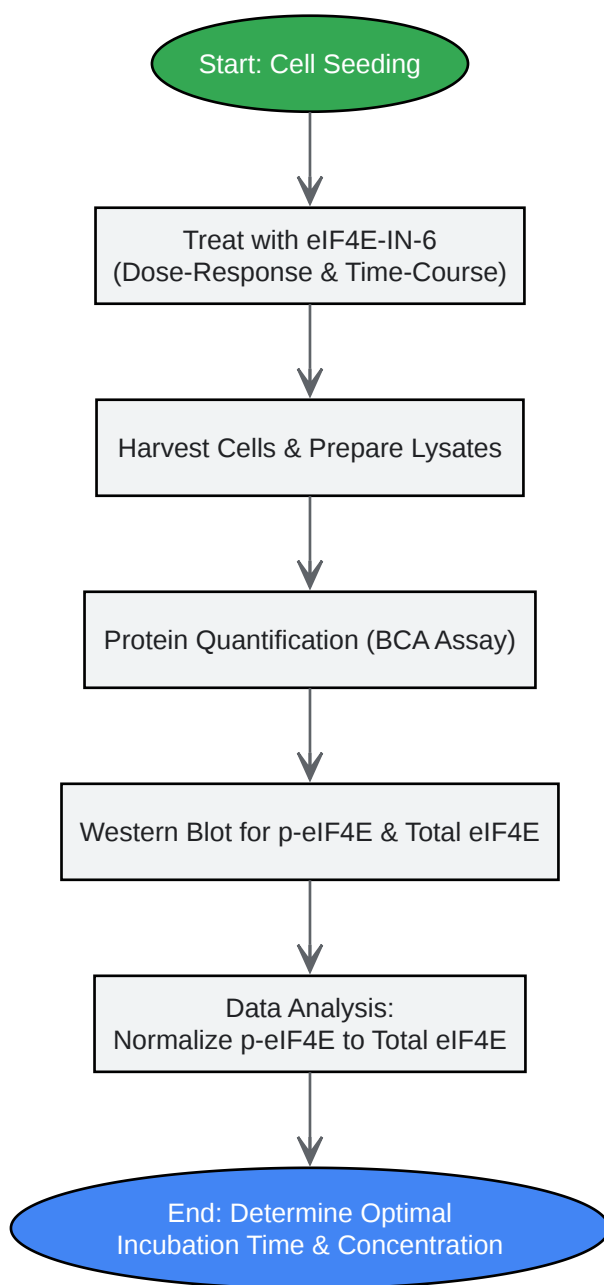 Start: Cell Seeding
Treat with eIF4E-IN-6
(Dose-Response & Time-Course)
Harvest Cells & Prepare Lysates
Protein Quantification (BCA Assay)
Western Blot for p-eIF4E & Total eIF4E
Data Analysis:
Normalize p-eIF4E to Total eIF4E
End: Determine Optimal
Incubation Time & Concentration